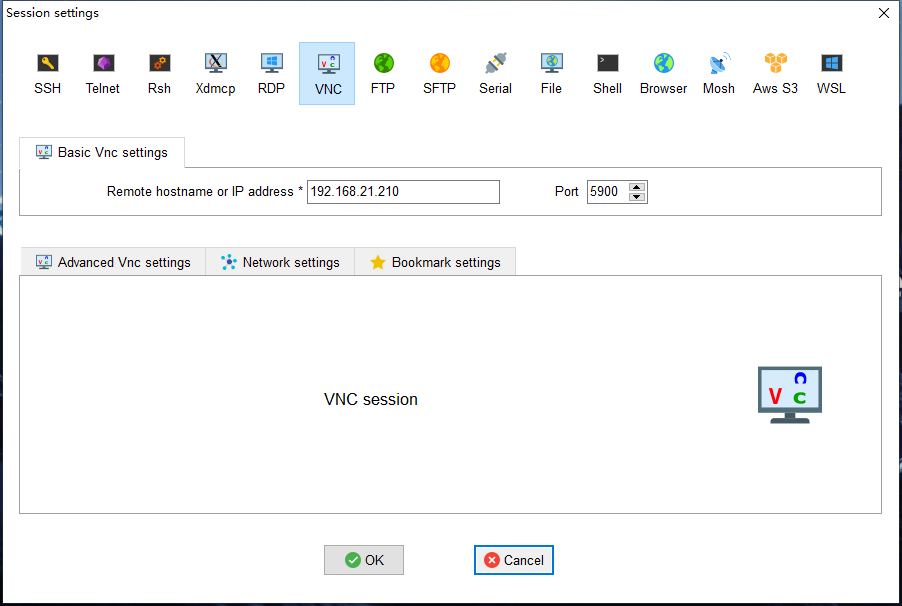 Session settings
SSH Telnet Rsh Xdmcp RDP VNC FTP SFTP Serial File Shell Browser Mosh Aws S3 WSL
Basic Vnc settings
Remote hostname or IP address * 192.168.21.210 Port 5900
Advanced Vnc settings Network settings Bookmark settings
VNC session
V n c
OK Cancel